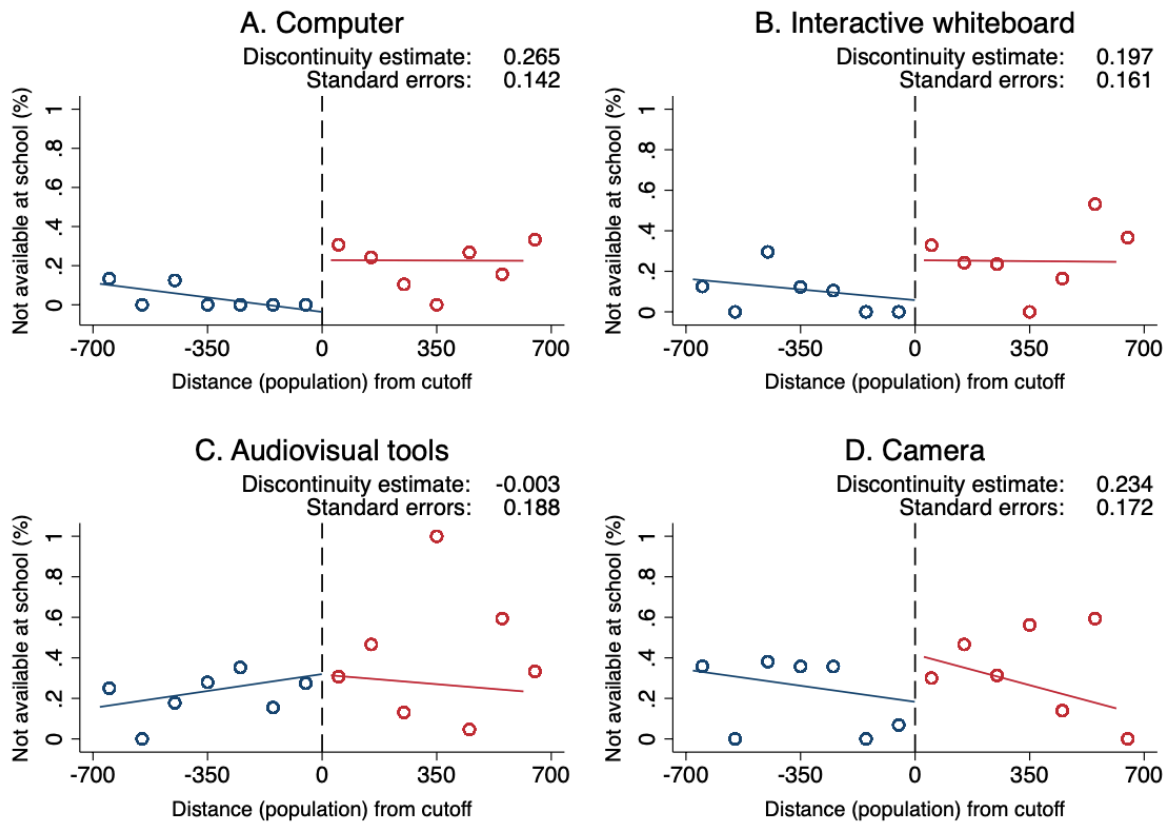 A. Computer
Discontinuity estimate: 0.265
Standard errors: 0.142
Not available at school (%)
1
.8
.6
.4
.2
0
-700 -350 0 350 700
Distance (population) from cutoff
B. Interactive whiteboard
Discontinuity estimate: 0.197
Standard errors: 0.161
Not available at school (%)
1
.8
.6
.4
.2
0
-700 -350 0 350 700
Distance (population) from cutoff
C. Audiovisual tools
Discontinuity estimate: -0.003
Standard errors: 0.188
Not available at school (%)
1
.8
.6
.4
.2
0
-700 -350 0 350 700
Distance (population) from cutoff
D. Camera
Discontinuity estimate: 0.234
Standard errors: 0.172
Not available at school (%)
1
.8
.6
.4
.2
0
-700 -350 0 350 700
Distance (population) from cutoff